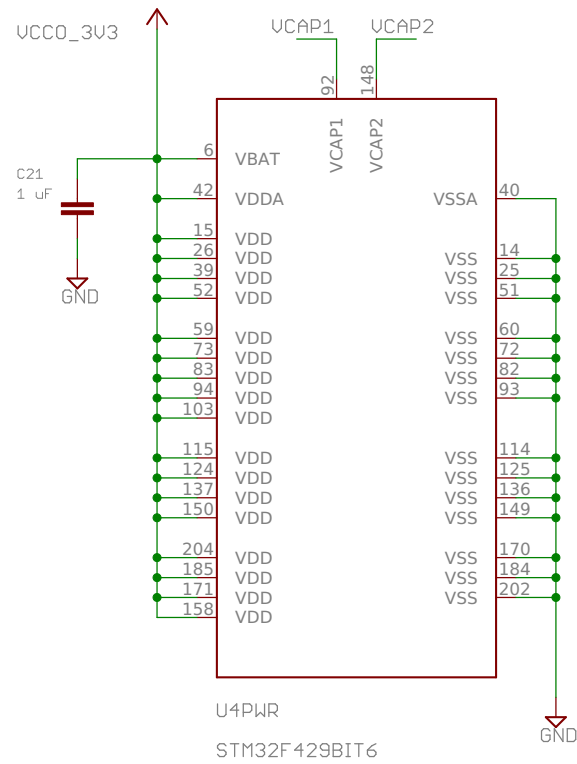 VCCO_3V3
VCAP1 VCAP2
92 148
VCAP1 VCAP2
C21
1 uF
GND
6 VBAT
42 VDDA VSSA 40
15 VDD
26 VDD VSS 14
39 VDD VSS 25
52 VDD VSS 51
59 VDD VSS 60
73 VDD VSS 72
83 VDD VSS 82
94 VDD VSS 93
103 VDD
115 VDD VSS 114
124 VDD VSS 125
137 VDD VSS 136
150 VDD VSS 149
204 VDD VSS 170
185 VDD VSS 184
171 VDD VSS 202
158 VDD
U4PWR
GND
STM32F429BIT6